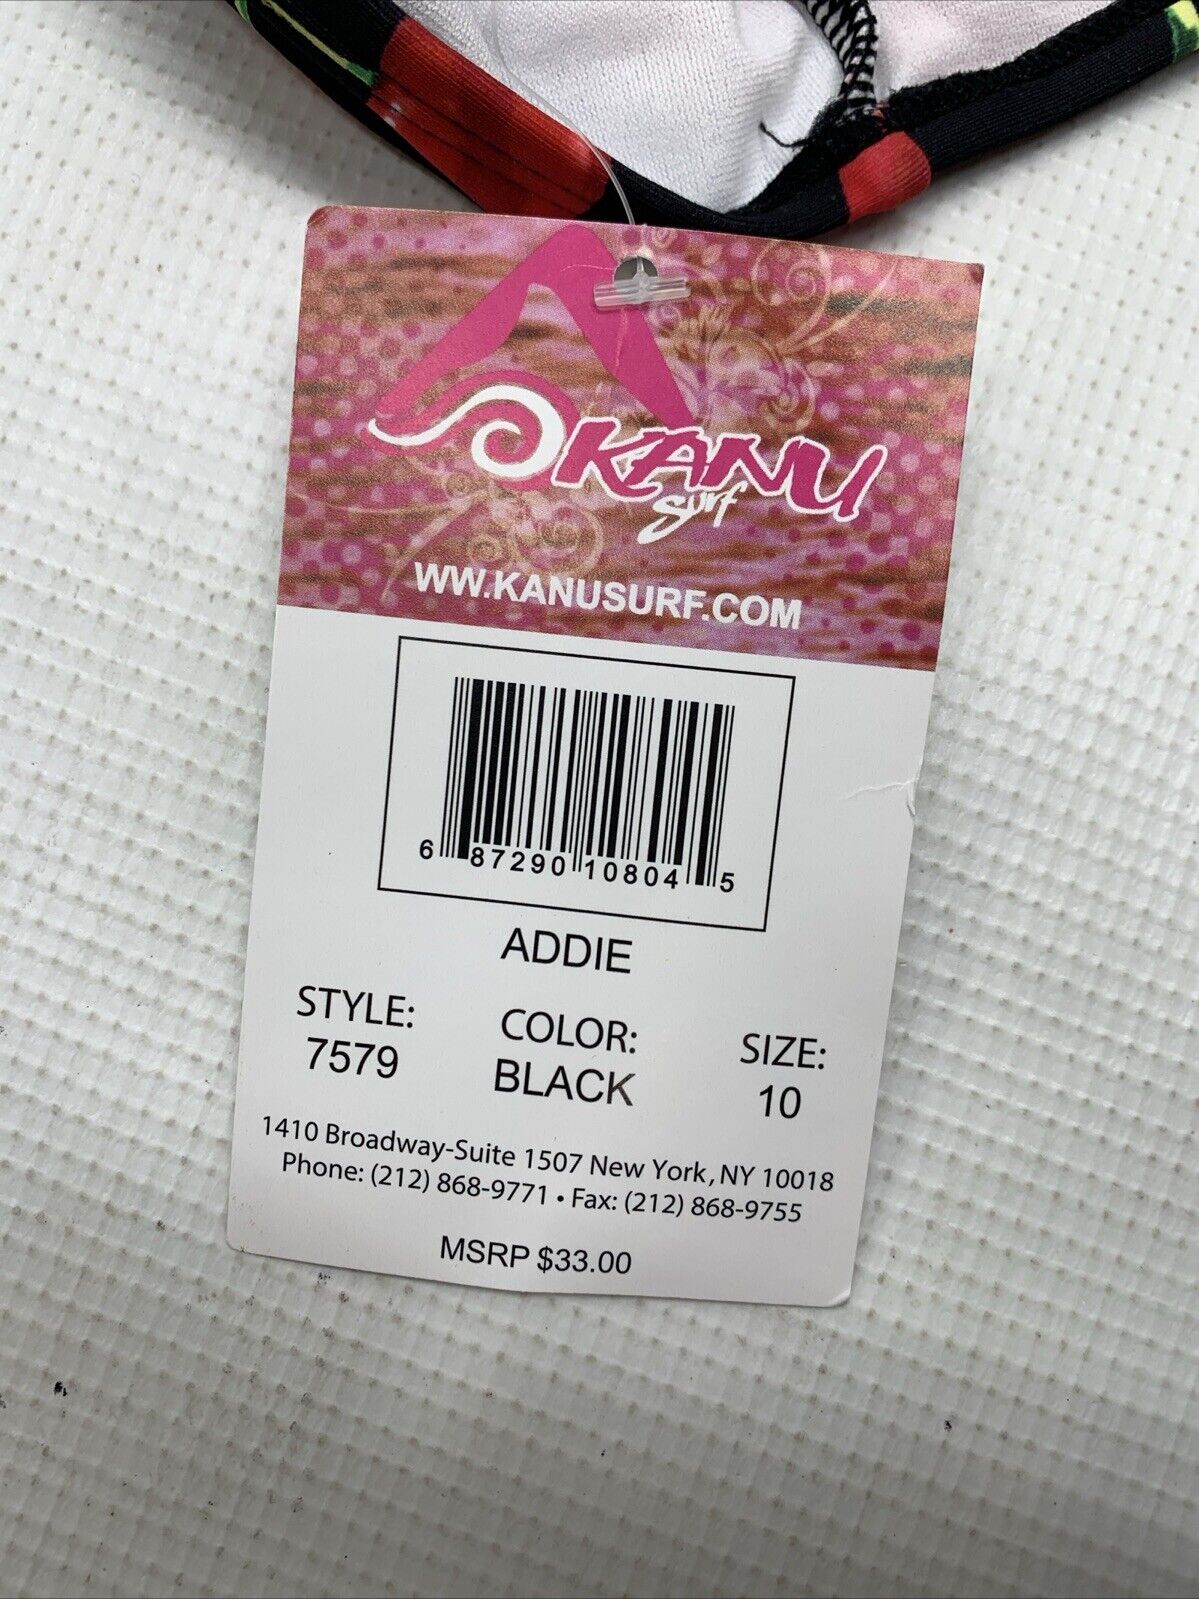 KANU
Surf
WW.KANUSURF.COM
6 87290 10804 5
ADDIE
STYLE: COLOR: SIZE:
7579 BLACK 10
1410 Broadway-Suite 1507 New York, NY 10018
Phone: (212) 868-9771 • Fax: (212) 868-9755
MSRP $33.00